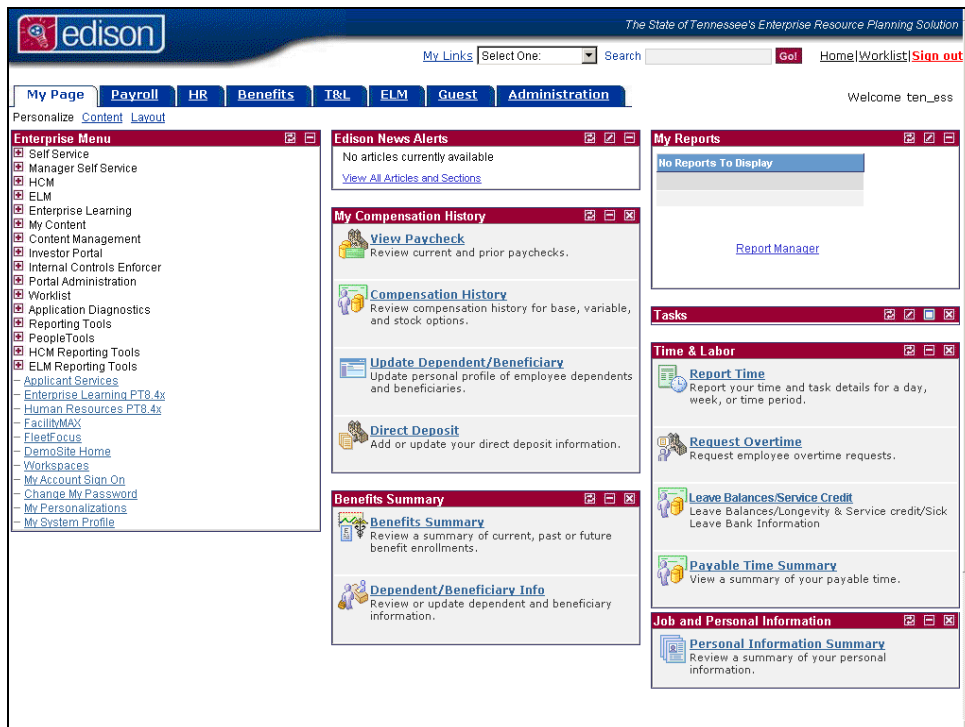 edison
The State of Tennessee's Enterprise Resource Planning Solution
My Links Select One: Search Go! Home|Worklist|Sign out
My Page Payroll HR Benefits T&L ELM Guest Administration
Welcome ten_ess
Personalize Content Layout
Enterprise Menu
Self Service
Manager Self Service
HCM
ELM
Enterprise Learning
My Content
Content Management
Investor Portal
Internal Controls Enforcer
Portal Administration
Worklist
Application Diagnostics
Reporting Tools
PeopleTools
HCM Reporting Tools
ELM Reporting Tools
Applicant Services
Enterprise Learning PT8.4x
Human Resources PT8.4x
FacilityMAX
FleetFocus
DemoSite Home
Workspaces
My Account Sign On
Change My Password
My Personalizations
My System Profile
Edison News Alerts
No articles currently available
View All Articles and Sections
My Compensation History
View Paycheck
Review current and prior paychecks.
Compensation History
Review compensation history for base, variable,
and stock options.
Update Dependent/Beneficiary
Update personal profile of employee dependents
and beneficiaries.
Direct Deposit
Add or update your direct deposit information.
Benefits Summary
Benefits Summary
Review a summary of current, past or future
benefit enrollments.
Dependent/Beneficiary Info
Review or update dependent and beneficiary
information.
My Reports
No Reports To Display
Report Manager
Tasks
Time & Labor
Report Time
Report your time and task details for a day,
week, or time period.
Request Overtime
Request employee overtime requests.
Leave Balances/Service Credit
Leave Balances/Longevity & Service credit/Sick
Leave Bank Information
Payable Time Summary
View a summary of your payable time.
Job and Personal Information
Personal Information Summary
Review a summary of your personal
information.